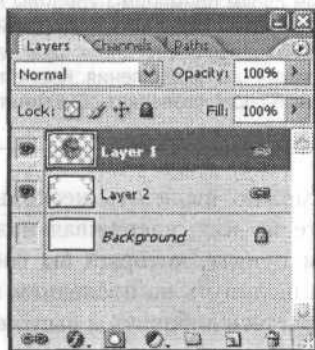 Layers Channels Paths
Normal Opacity: 100%
Lock: Fill: 100%
Layer 1
Layer 2
Background